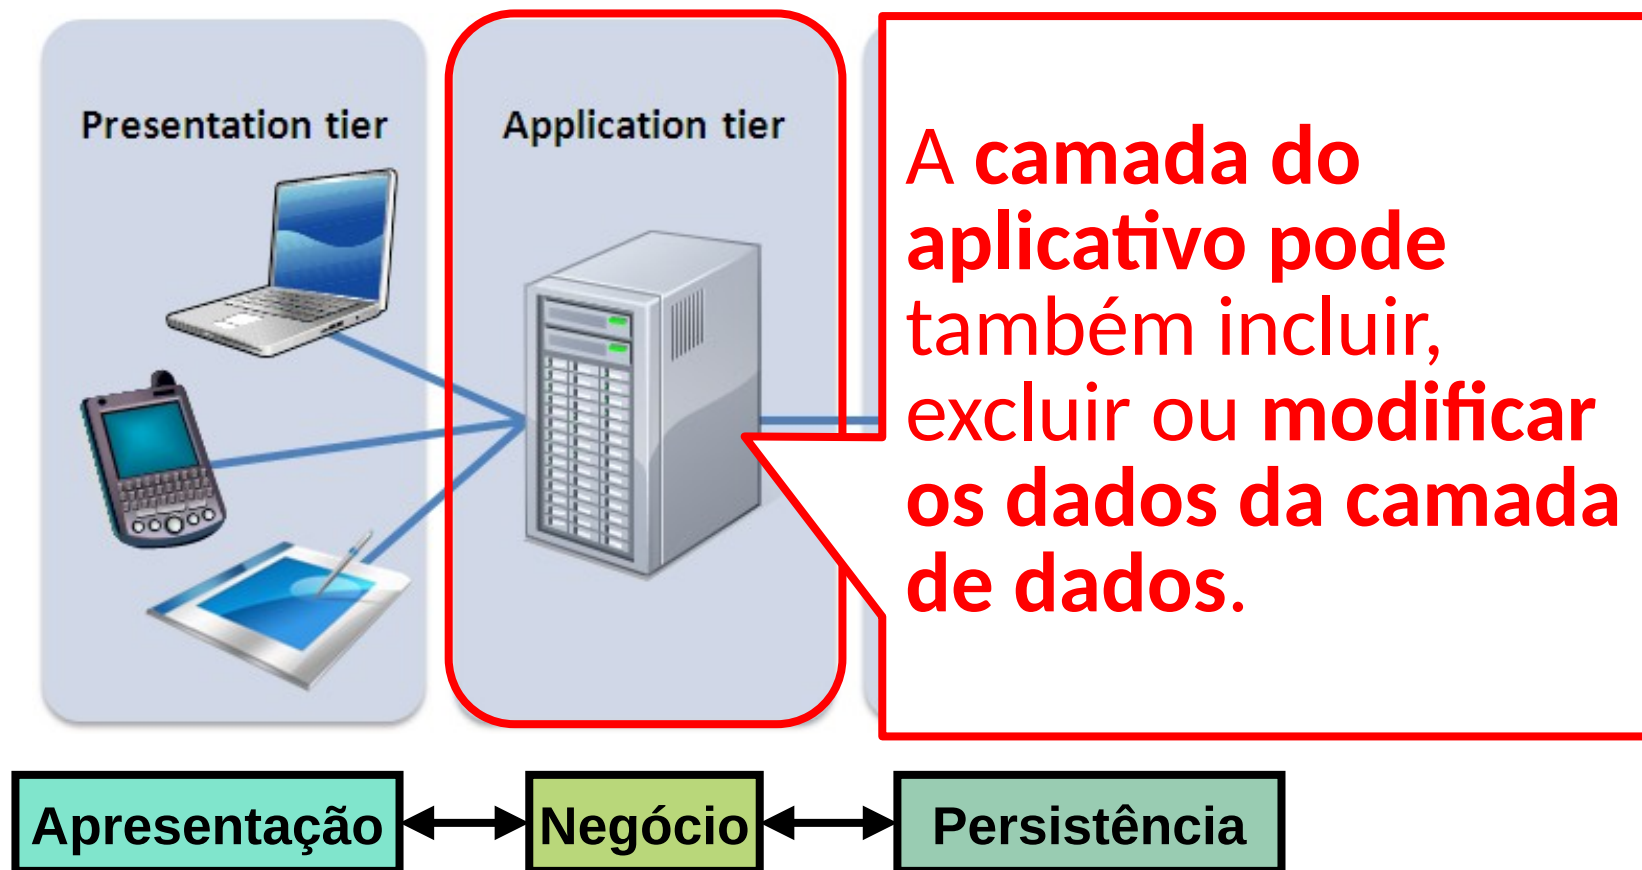 Presentation tier
Application tier
A camada do
aplicativo pode
também incluir,
excluir ou modificar
os dados da camada
de dados.
Apresentação
Negócio
Persistência